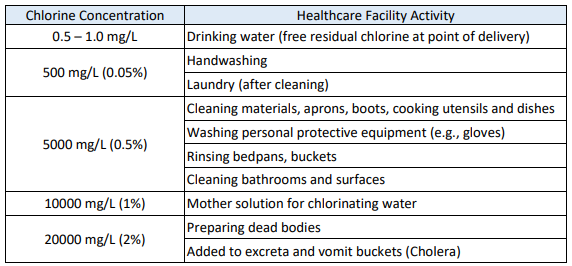 Chlorine Concentration Healthcare Facility Activity
0.5 – 1.0 mg/L Drinking water (free residual chlorine at point of delivery)
500 mg/L (0.05%) Handwashing
Laundry (after cleaning)
5000 mg/L (0.5%) Cleaning materials, aprons, boots, cooking utensils and dishes
Washing personal protective equipment (e.g., gloves)
Rinsing bedpans, buckets
Cleaning bathrooms and surfaces
10000 mg/L (1%) Mother solution for chlorinating water
20000 mg/L (2%) Preparing dead bodies
Added to excreta and vomit buckets (Cholera)